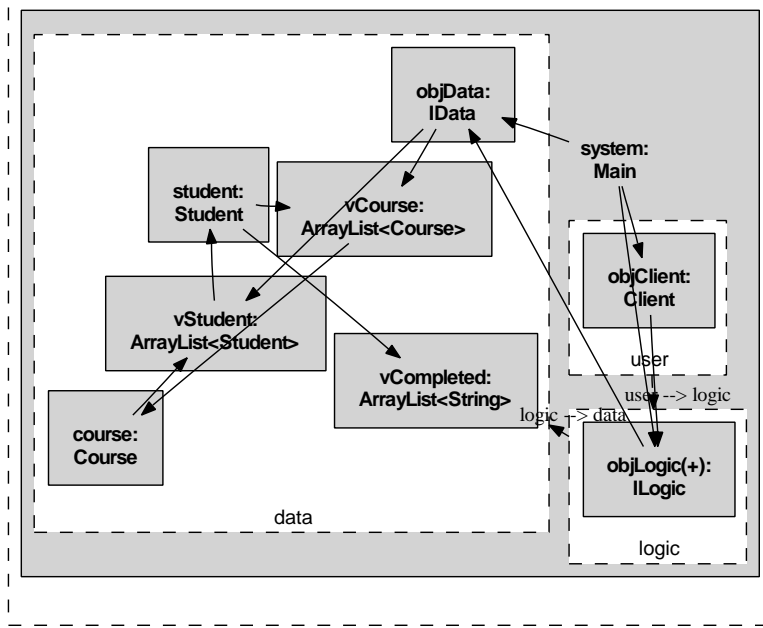 objData:
IData
system:
Main
student:
Student
vCourse:
ArrayList<Course>
objClient:
Client
user
vStudent:
ArrayList<Student>
vCompleted:
ArrayList<String>
user --> logic
logic --> data
course:
Course
objLogic(+):
ILogic
data
logic